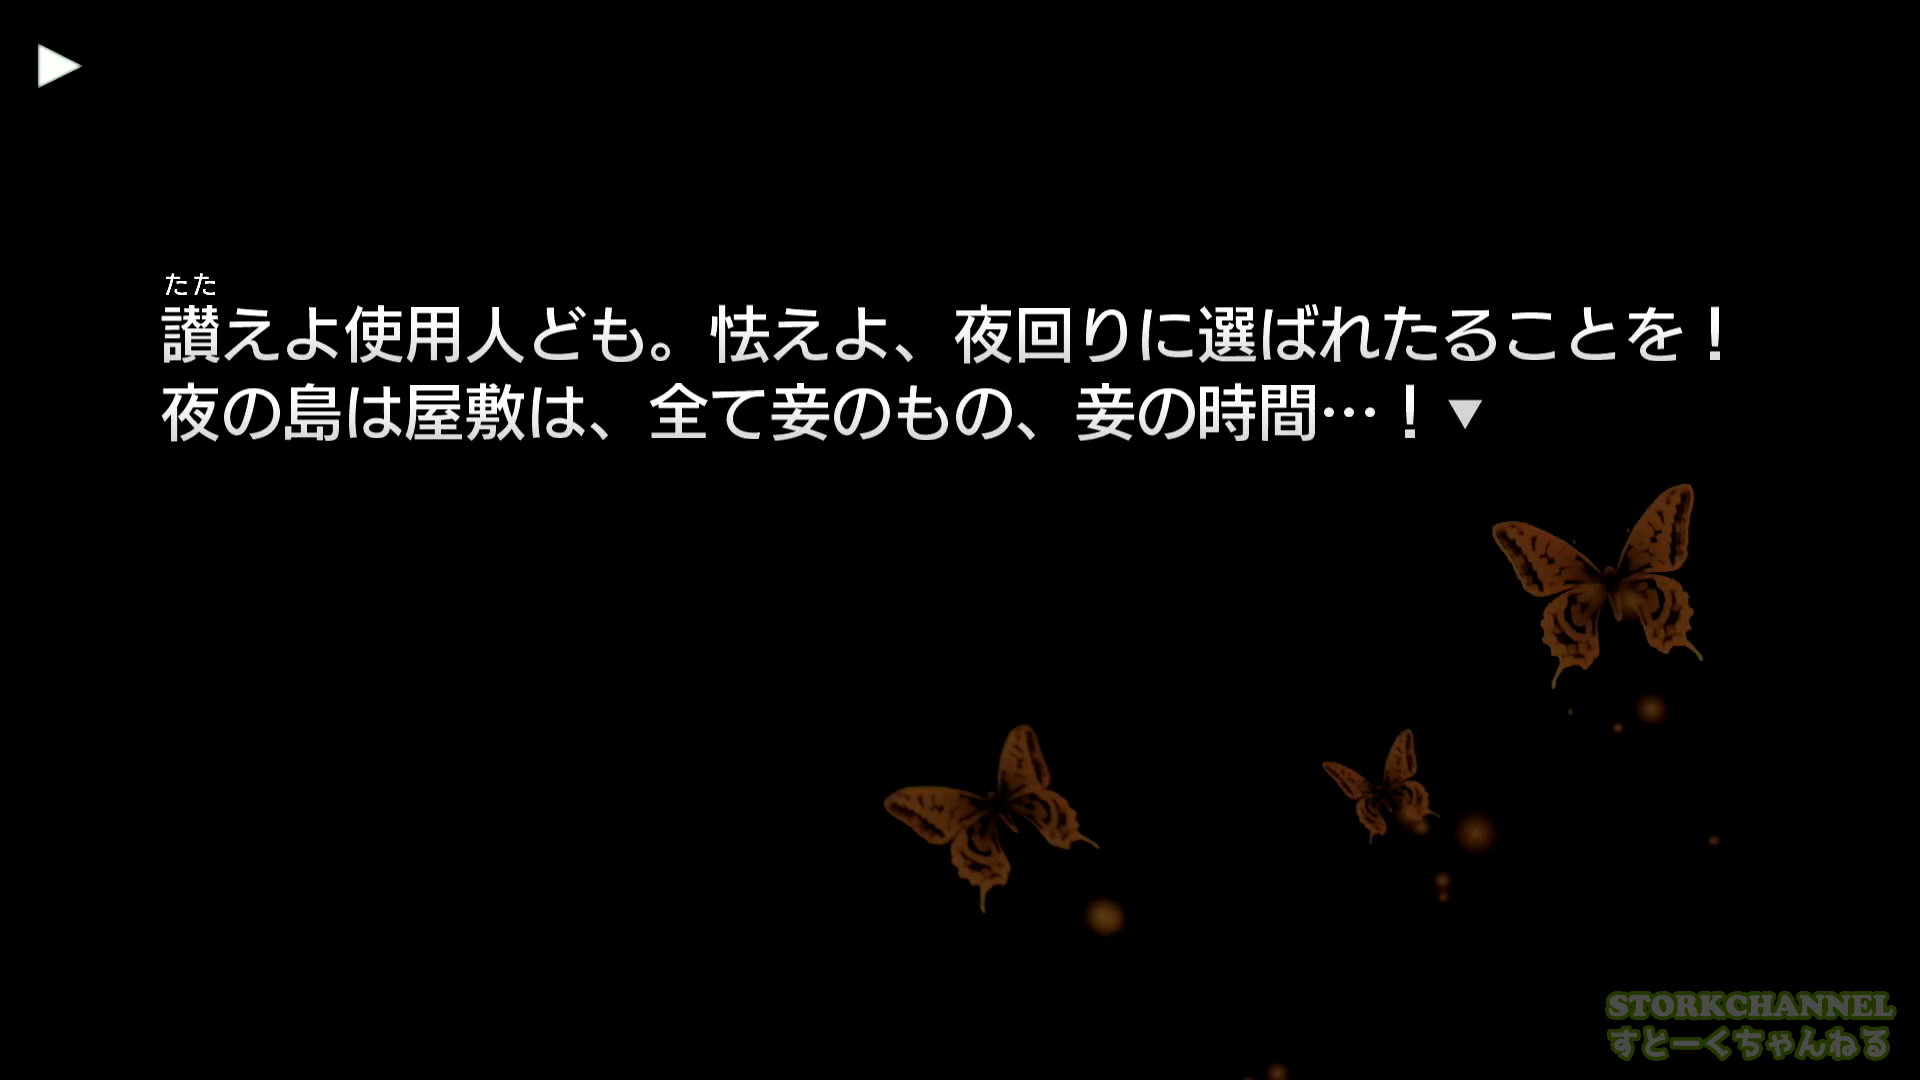 たた
讃えよ使用人ども。怯えよ、夜回りに選ばれたることを！
夜の島は屋敷は、全て妾のもの、妾の時間…！▼
STORKCHANNEL
すとーくちゃんねる